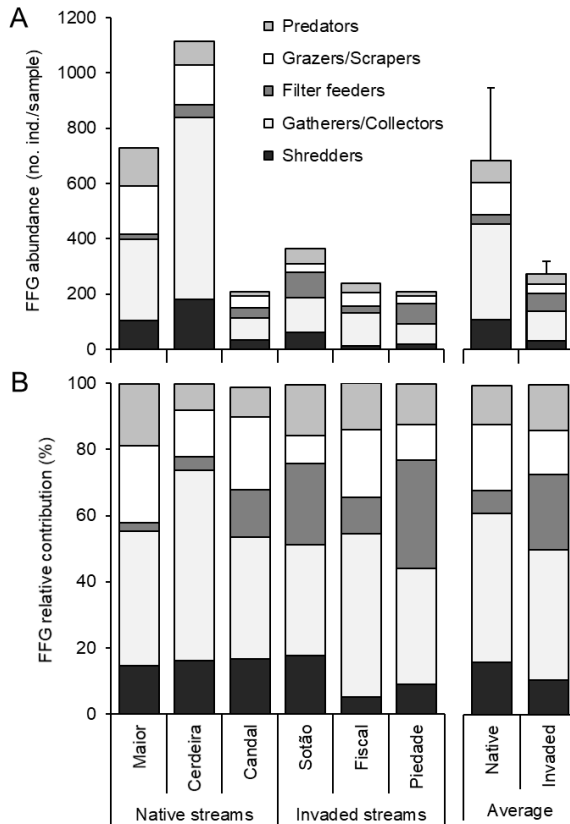 A
FFG abundance (no. ind./sample)
1200
1000
800
600
400
200
0
Predators
Grazers/Scrapers
Filter feeders
Gatherers/Collectors
Shredders
B
FFG relative contribution (%)
100
80
60
40
20
0
Maior
Cerdeira
Candal
Sotão
Fiscal
Piedade
Native
Invaded
Native streams
Invaded streams
Average